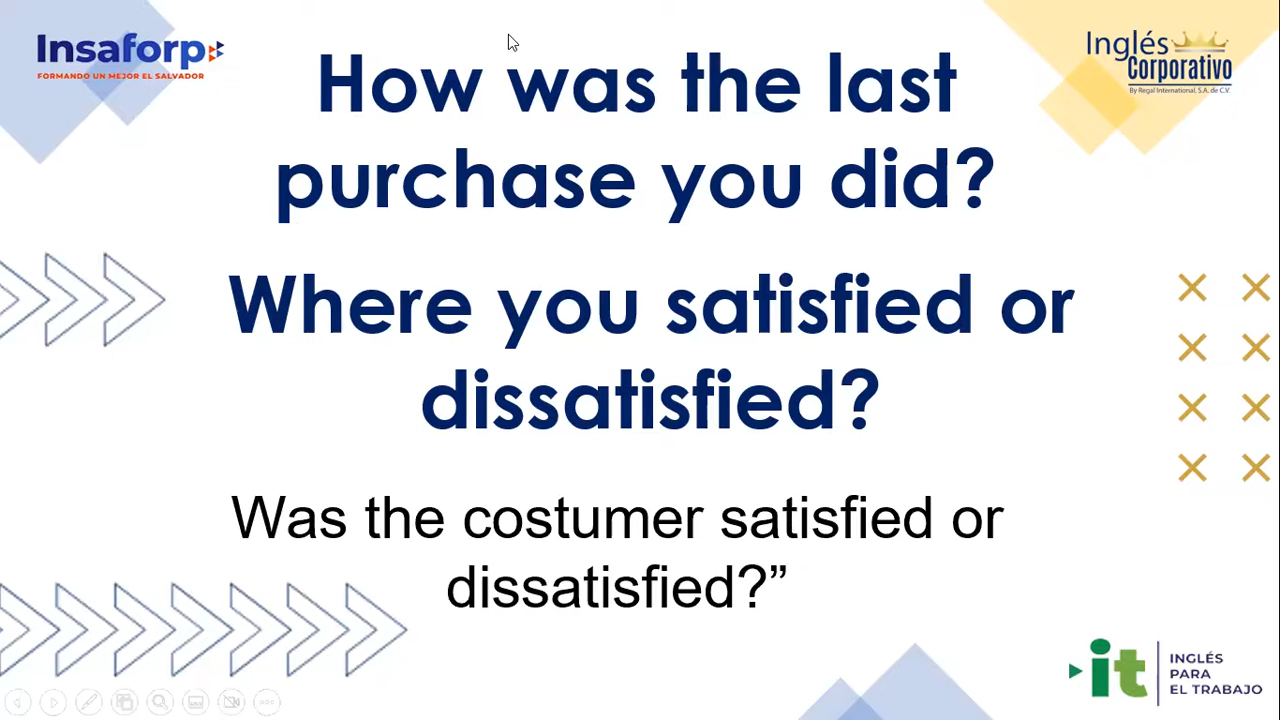 Insaforp
FORMANDO UN MEJOR EL SALVADOR
Inglés
Corporativo
By Regal International, S.A. de C.V.
How was the last
purchase you did?
Where you satisfied or
dissatisfied?
Was the costumer satisfied or
dissatisfied?”
it
INGLÉS
PARA
EL TRABAJO